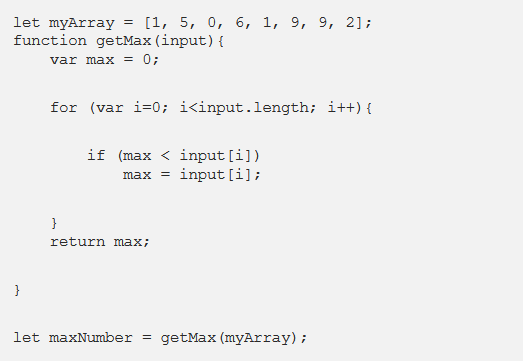 let myArray = [1, 5, 0, 6, 1, 9, 9, 2];
function getMax(input){
    var max = 0;
    for (var i=0; i<input.length; i++){
        if (max < input[i])
            max = input[i];
    }
    return max;
}
let maxNumber = getMax(myArray);